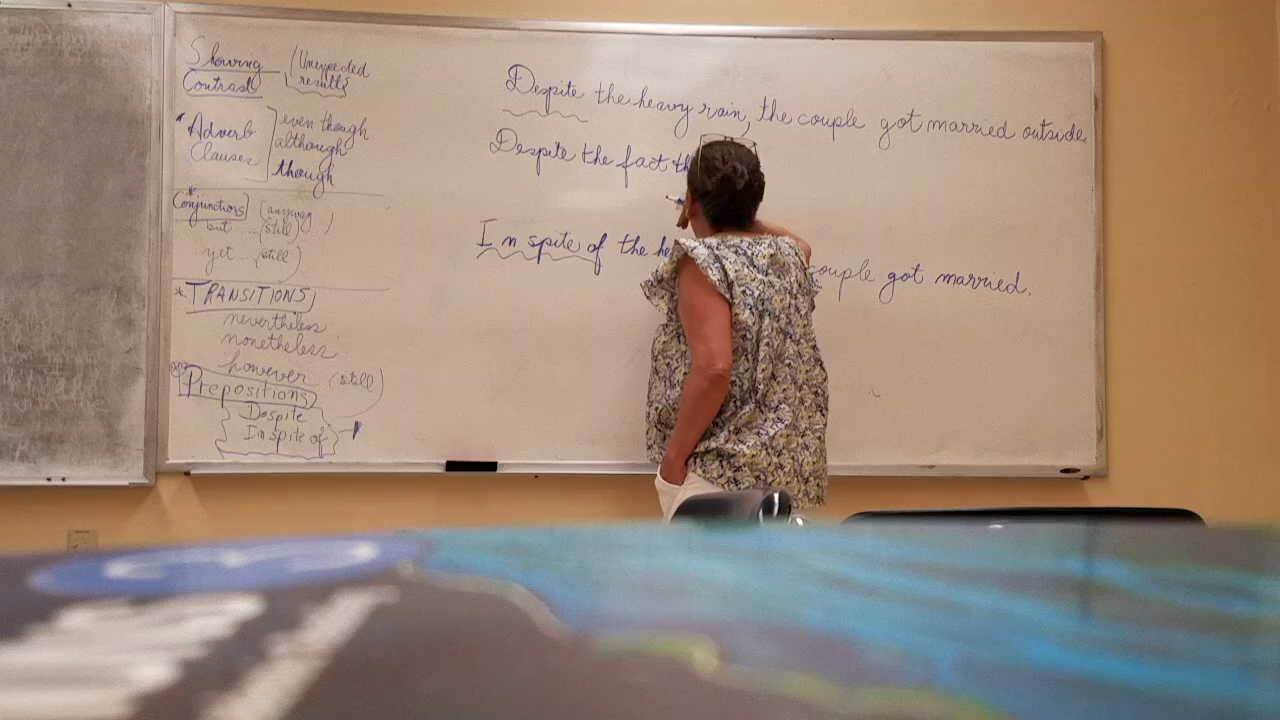 Showing
Contrast
(Unexpected
results
* Adverb
Clauses
even though
although
though
* Conjunctions (anyway)
but ... (still)
yet ... (still)
* TRANSITIONS
nevertheless
nonetheless
however (still)
Prepositions
Despite
In spite of
Despite the heavy rain, the couple got married outside.
Despite the fact th
In spite of the he couple got married.